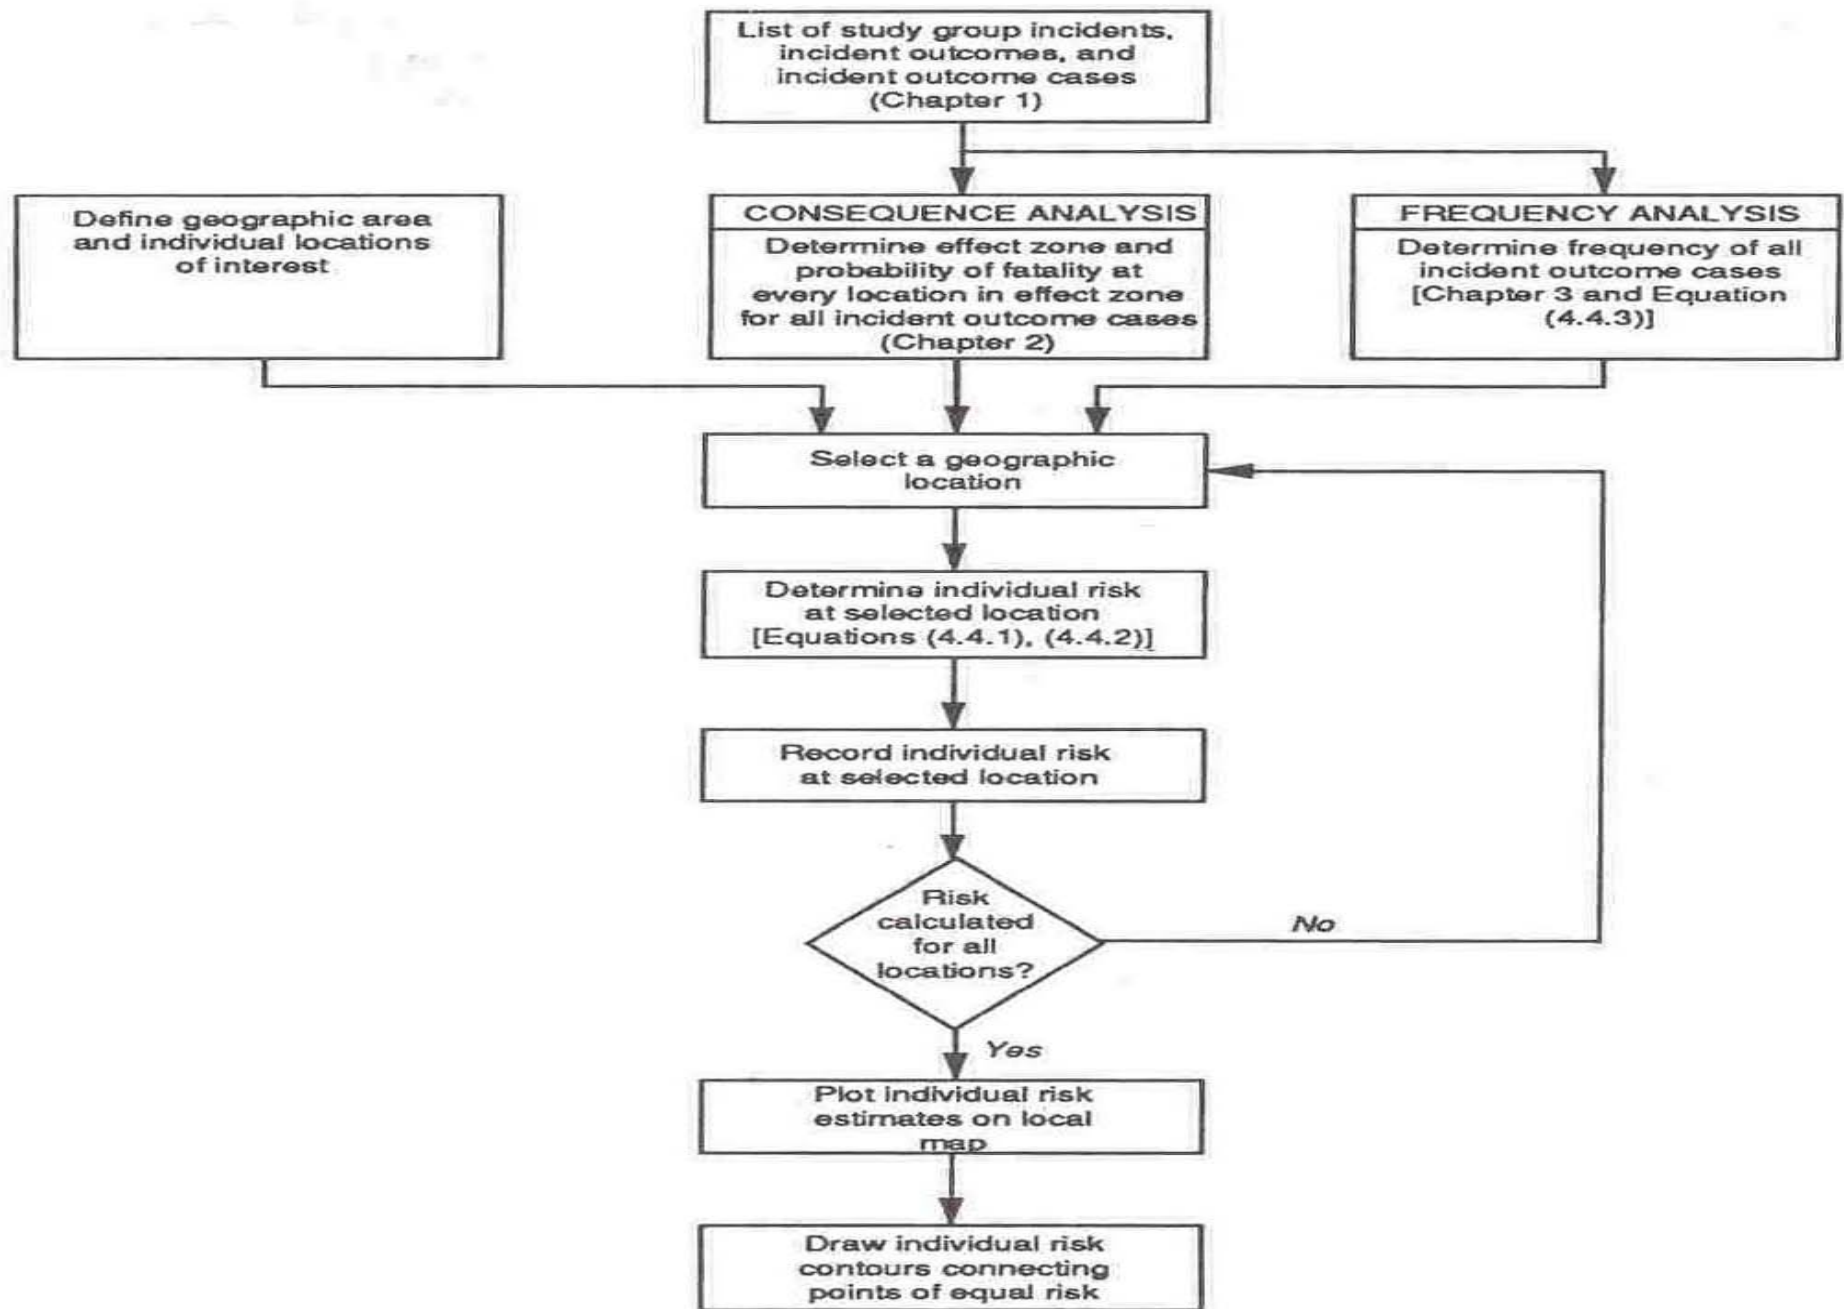 List of study group incidents,
incident outcomes, and
incident outcome cases
(Chapter 1)
Define geographic area
and individual locations
of interest
CONSEQUENCE ANALYSIS
Determine effect zone and
probability of fatality at
every location in effect zone
for all incident outcome cases
(Chapter 2)
FREQUENCY ANALYSIS
Determine frequency of all
incident outcome cases
[Chapter 3 and Equation
(4.4.3)]
Select a geographic
location
Determine individual risk
at selected location
[Equations (4.4.1), (4.4.2)]
Record individual risk
at selected location
Risk
calculated
for all
locations?
No
Yes
Plot individual risk
estimates on local
map
Draw individual risk
contours connecting
points of equal risk